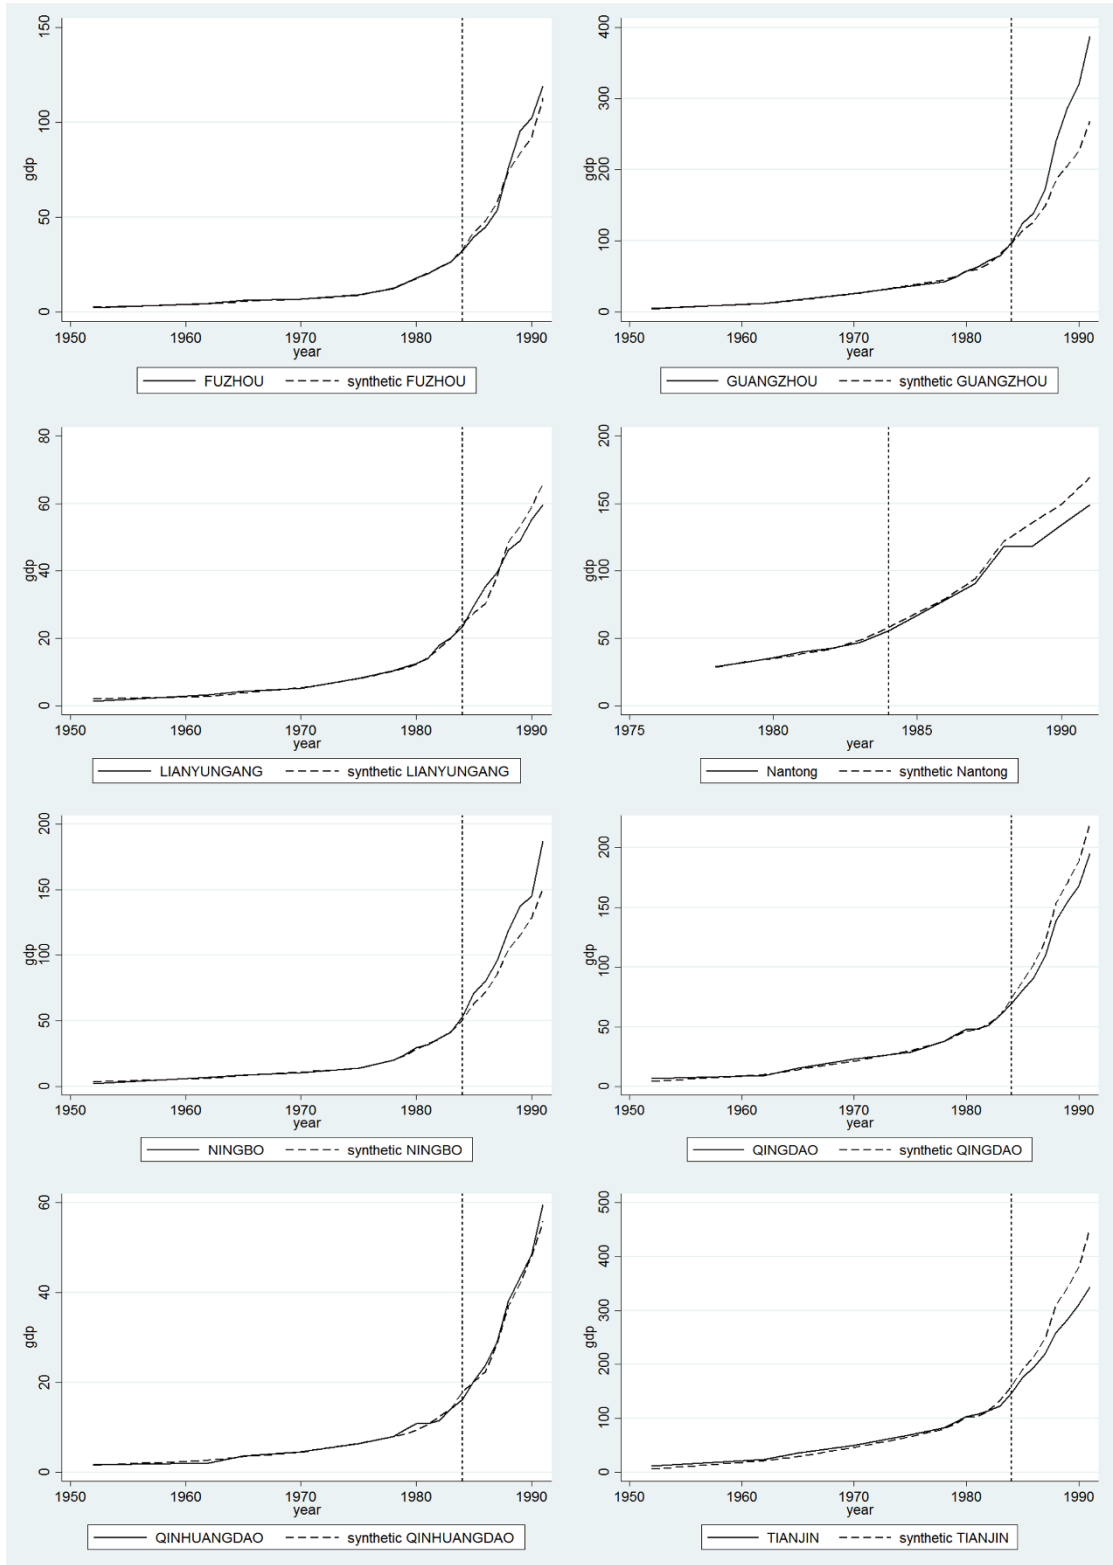 150
100
50
0
gdp
1950 1960 1970 1980 1990
year
FUZHOU synthetic FUZHOU
400
300
200
100
0
gdp
1950 1960 1970 1980 1990
year
GUANGZHOU synthetic GUANGZHOU
80
60
40
20
0
gdp
1950 1960 1970 1980 1990
year
LIANYUNGANG synthetic LIANYUNGANG
200
150
100
50
0
gdp
1975 1980 1985 1990
year
Nantong synthetic Nantong
200
150
100
50
0
gdp
1950 1960 1970 1980 1990
year
NINGBO synthetic NINGBO
200
150
100
50
0
gdp
1950 1960 1970 1980 1990
year
QINGDAO synthetic QINGDAO
60
40
20
0
gdp
1950 1960 1970 1980 1990
year
QINHUANGDAO synthetic QINHUANGDAO
500
400
300
200
100
0
gdp
1950 1960 1970 1980 1990
year
TIANJIN synthetic TIANJIN